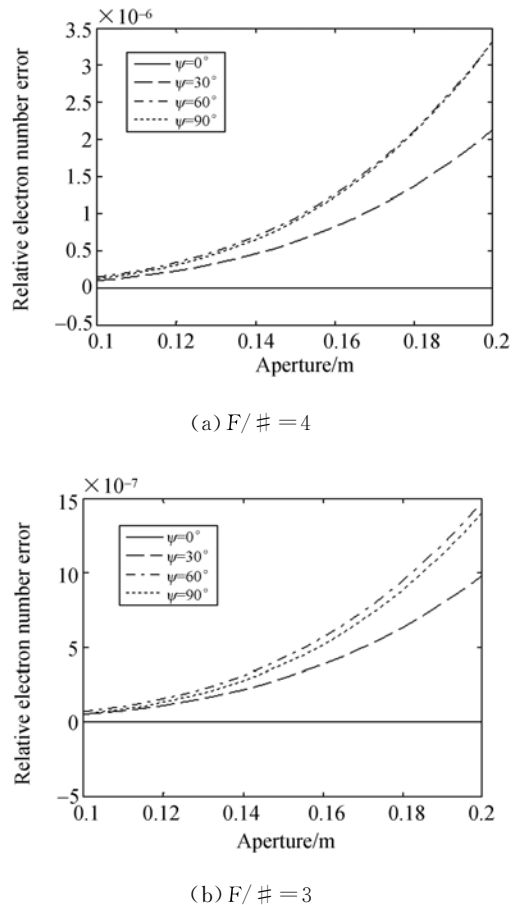 ×10⁻⁶
3.5
3
2.5
2
1.5
1
0.5
0
−0.5
Relative electron number error
ψ=0°
ψ=30°
ψ=60°
ψ=90°
0.1 0.12 0.14 0.16 0.18 0.2
Aperture/m
(a) F/♯=4
×10⁻⁷
15
10
5
0
−5
Relative electron number error
ψ=0°
ψ=30°
ψ=60°
ψ=90°
0.1 0.12 0.14 0.16 0.18 0.2
Aperture/m
(b) F/♯=3